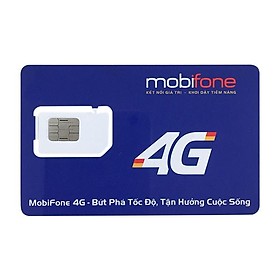 mobifone
KẾT NỐI GIÁ TRỊ - KHƠI DẬY TIỀM NĂNG
4G
MobiFone 4G - Bứt Phá Tốc Độ, Tận Hưởng Cuộc Sống